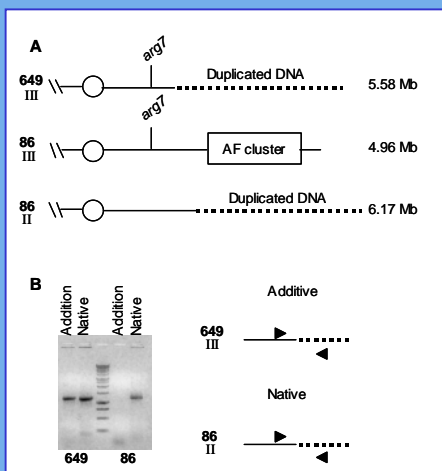 A
arg7
649
III
Duplicated DNA
5.58 Mb
arg7
86
III
AF cluster
4.96 Mb
86
II
Duplicated DNA
6.17 Mb
B
Addition
Native
Addition
Native
649
86
Additive
649
III
Native
86
II